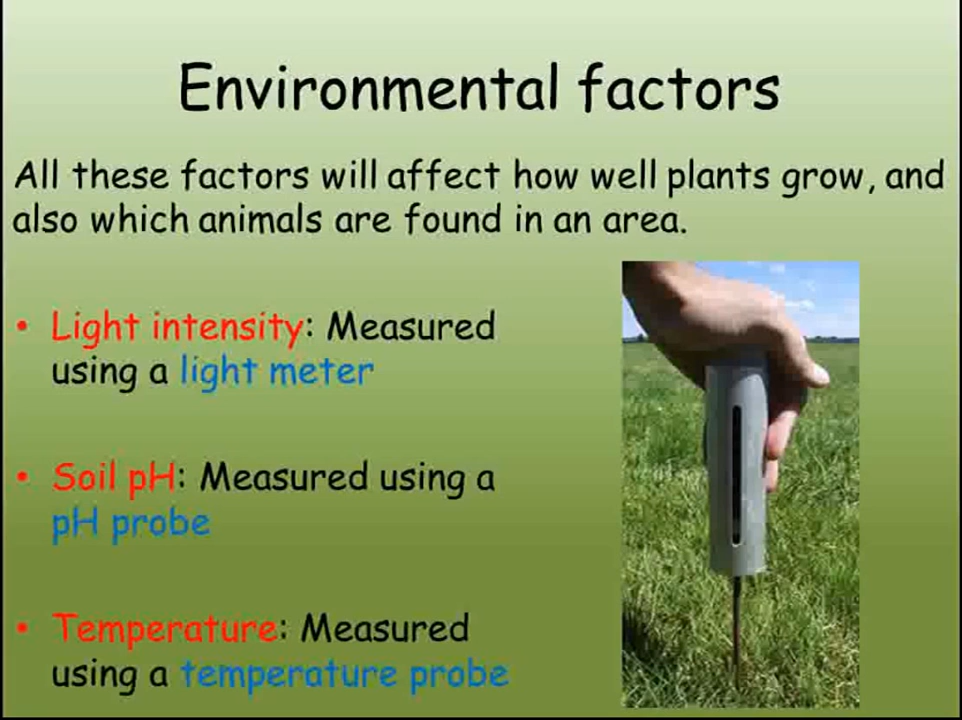 Environmental factors
All these factors will affect how well plants grow, and
also which animals are found in an area.
• Light intensity: Measured
using a light meter
• Soil pH: Measured using a
pH probe
• Temperature: Measured
using a temperature probe